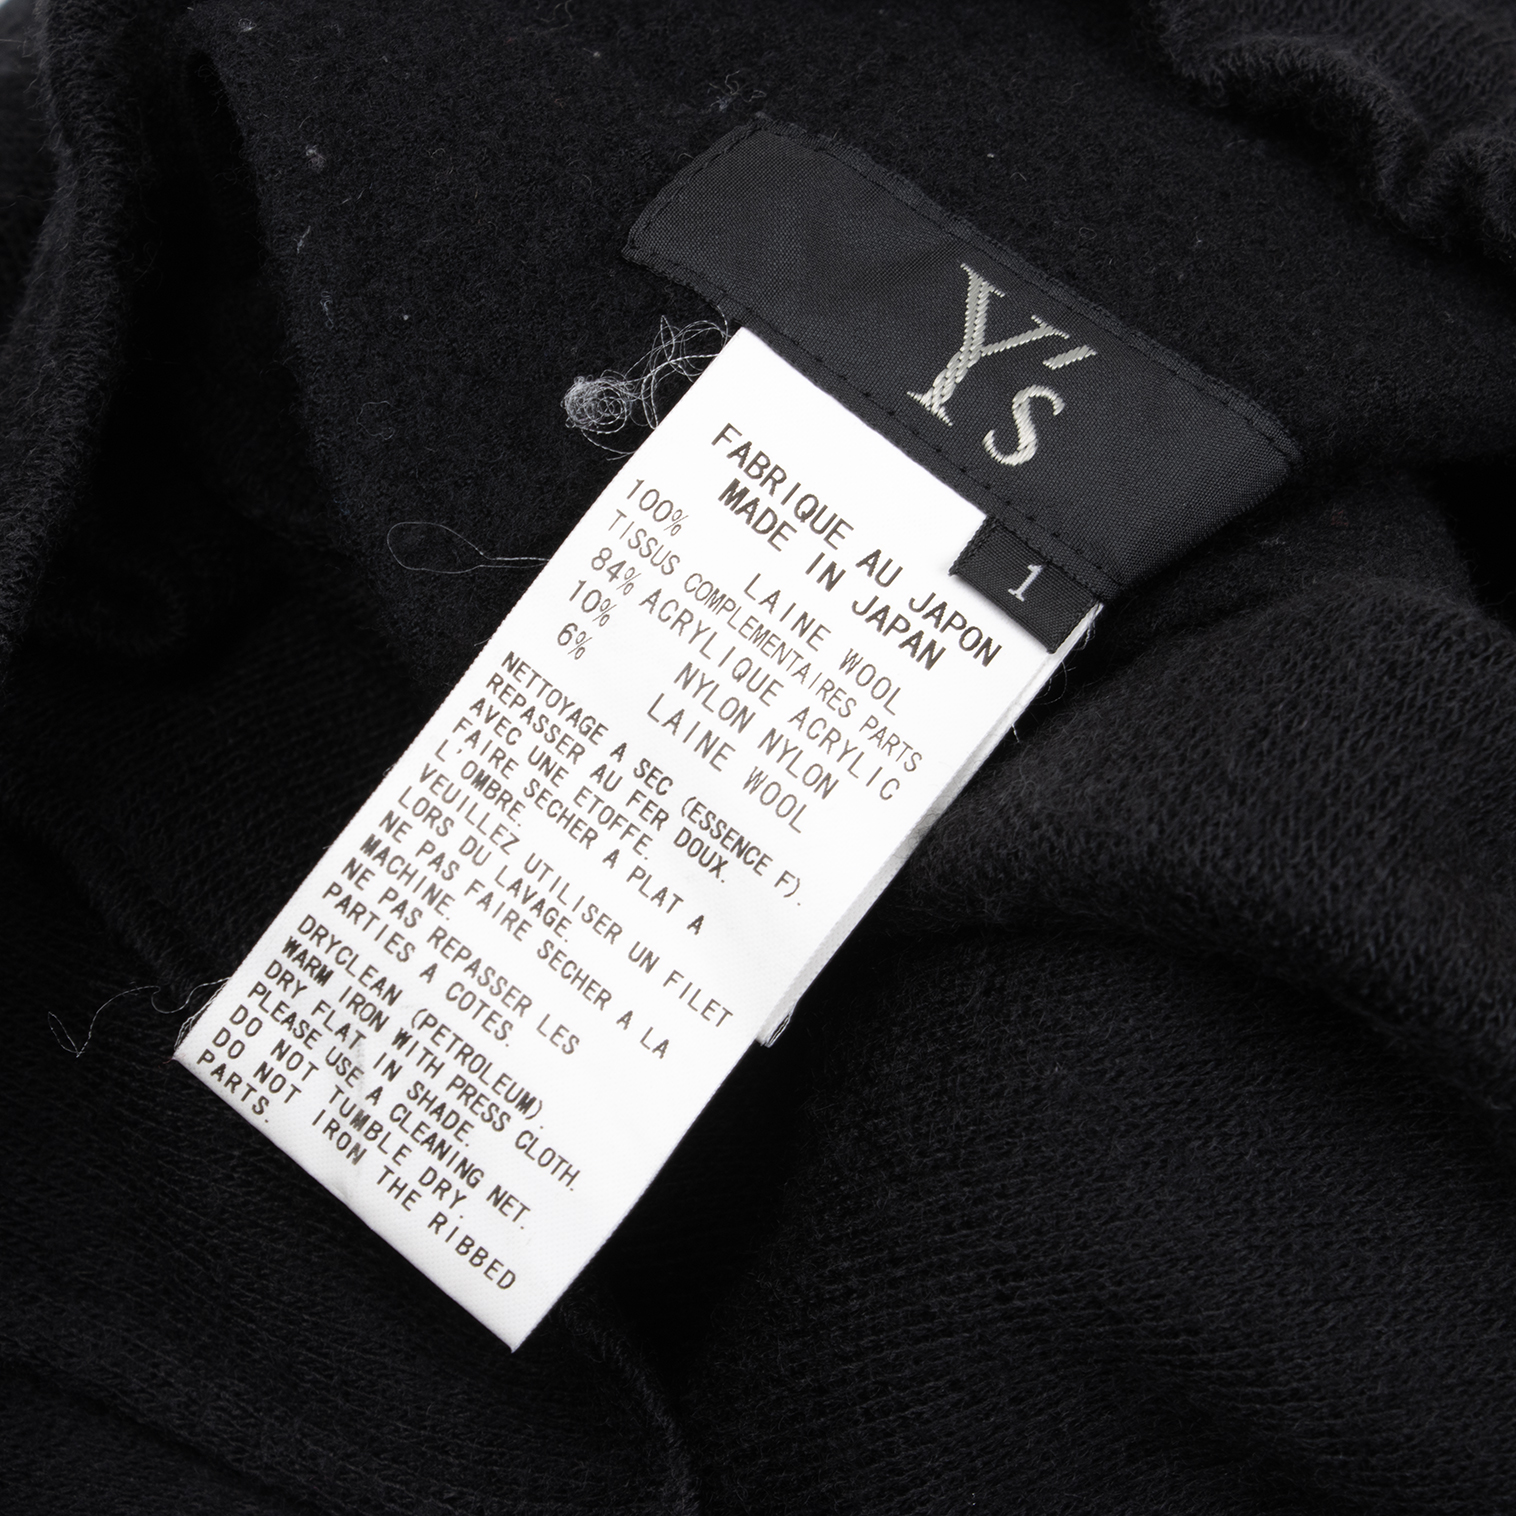 Y's
1
FABRIQUE AU JAPON
MADE IN JAPAN
100% LAINE WOOL
TISSUS COMPLEMENTAIRES PARTS
84% ACRYLIQUE ACRYLIC
10% NYLON NYLON
6% LAINE WOOL
NETTOYAGE A SEC (ESSENCE F).
REPASSER AU FER DOUX.
AVEC UNE ETOFFE.
FAIRE SECHER A PLAT A
L'OMBRE.
VEUILLEZ UTILISER UN FILET
LORS DU LAVAGE.
NE PAS FAIRE SECHER A LA
MACHINE.
NE PAS REPASSER LES
PARTIES A COTES.
DRYCLEAN (PETROLEUM).
WARM IRON WITH PRESS CLOTH.
DRY FLAT IN SHADE.
PLEASE USE A CLEANING NET.
DO NOT TUMBLE DRY.
DO NOT IRON THE RIBBED
PARTS.